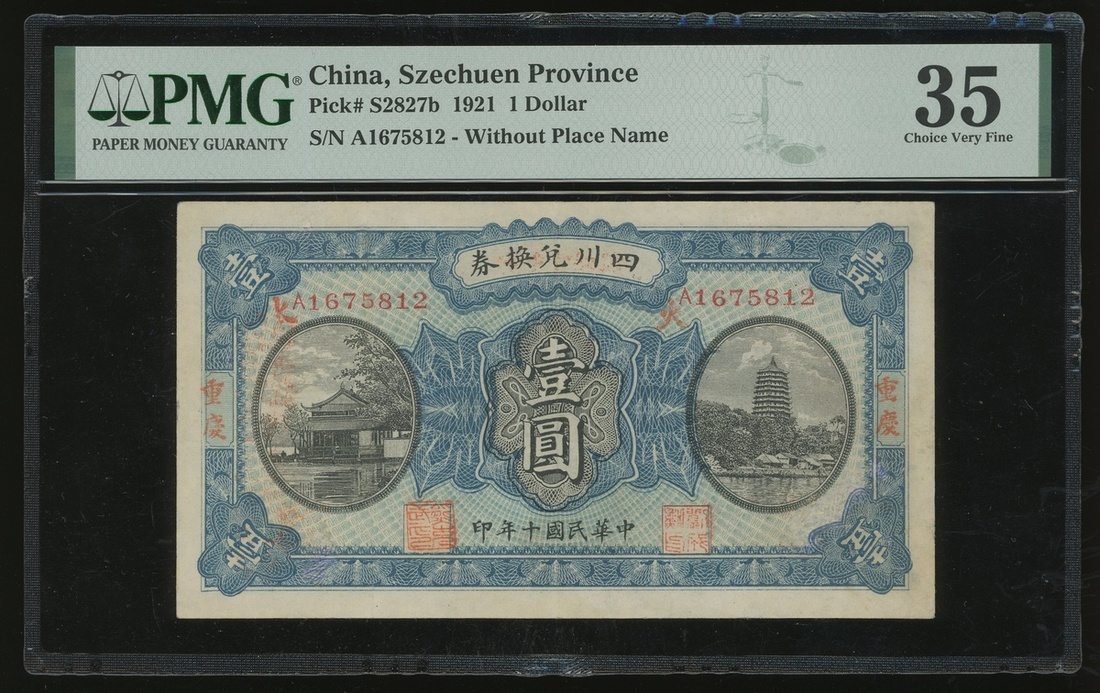 PMG®
PAPER MONEY GUARANTY
China, Szechuen Province
Pick# S2827b 1921 1 Dollar
S/N A1675812 - Without Place Name
35
Choice Very Fine
壹
券換兌川四
壹
A1675812
A1675812
重慶
壹圓
重慶
壹
印年十國民華中
壹